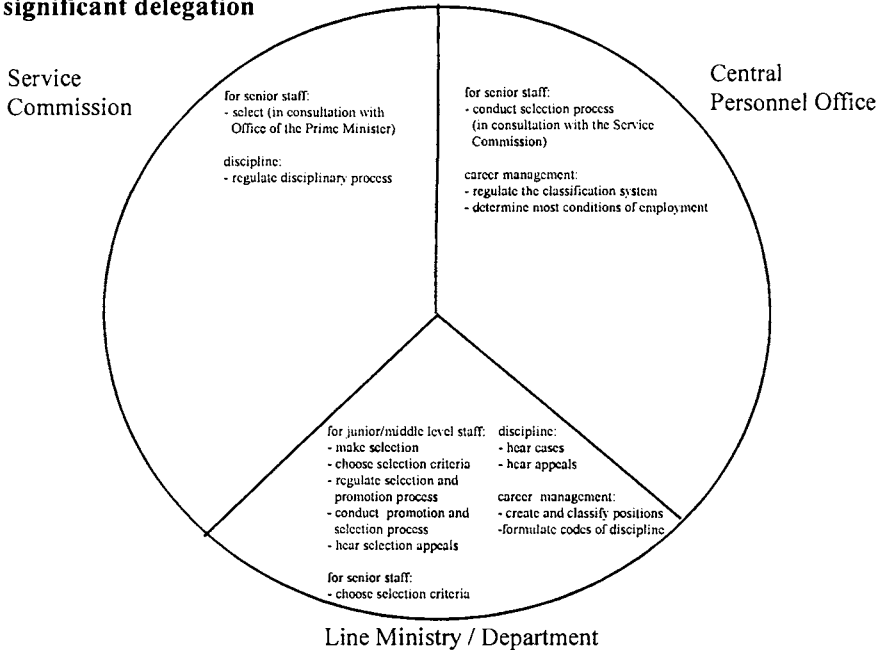 significant delegation
Service
Commission
for senior staff:
- select (in consultation with
Office of the Prime Minister)
discipline:
- regulate disciplinary process
Central
Personnel Office
for senior staff:
- conduct selection process
(in consultation with the Service
Commission)
career management:
- regulate the classification system
- determine most conditions of employment
for junior/middle level staff:
- make selection
- choose selection criteria
- regulate selection and
promotion process
- conduct promotion and
selection process
- hear selection appeals
for senior staff:
- choose selection criteria
discipline:
- hear cases
- hear appeals
career management:
- create and classify positions
-formulate codes of discipline
Line Ministry / Department